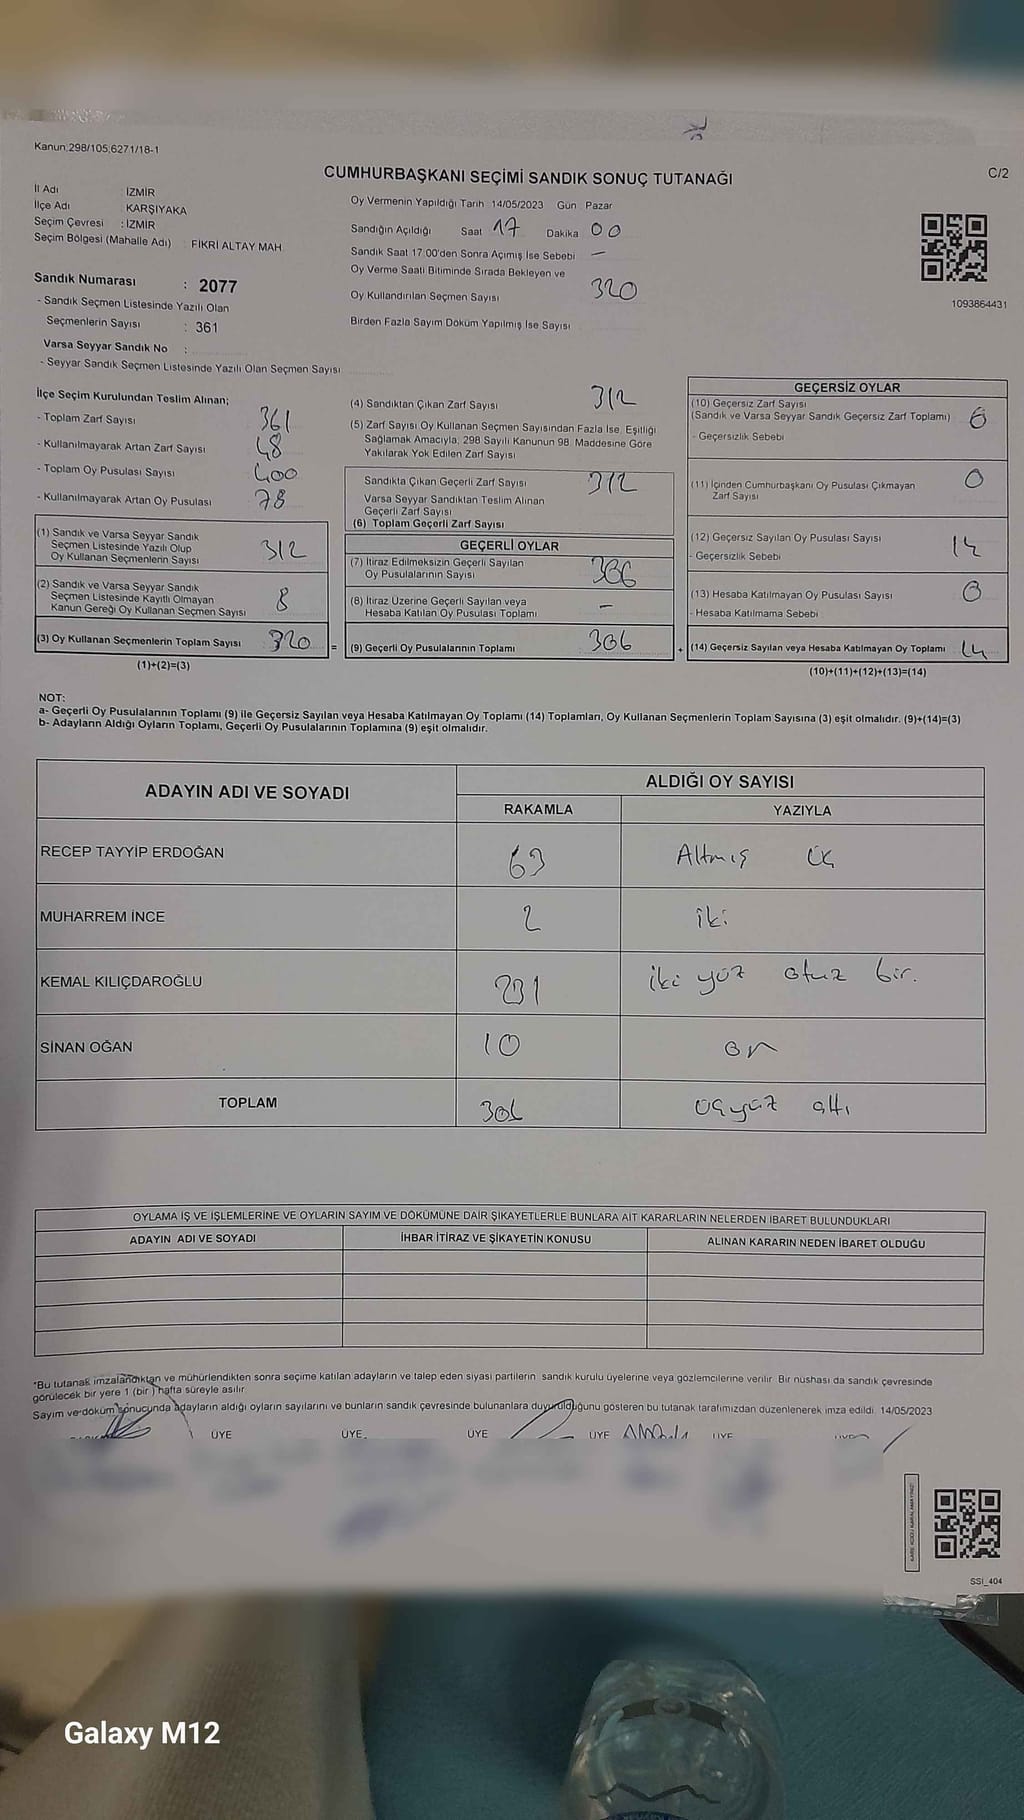 Kanun:298/105;6271/18-1
CUMHURBAŞKANI SEÇİMİ SANDIK SONUÇ TUTANAĞI
C/2
İl Adı : İZMİR
İlçe Adı : KARŞIYAKA
Seçim Çevresi : İZMİR
Seçim Bölgesi (Mahalle Adı) : FİKRİ ALTAY MAH
Sandık Numarası : 2077
- Sandık Seçmen Listesinde Yazılı Olan
Seçmenlerin Sayısı : 361
Varsa Seyyar Sandık No :
- Seyyar Sandık Seçmen Listesinde Yazılı Olan Seçmen Sayısı
Oy Vermenin Yapıldığı Tarih 14/05/2023 Gün Pazar
Sandığın Açıldığı Saat 17 Dakika 00
Sandık Saat 17:00'den Sonra Açımış İse Sebebi —
Oy Verme Saati Bitiminde Sırada Bekleyen ve
Oy Kullandırılan Seçmen Sayısı 320
Birden Fazla Sayım Döküm Yapılmış İse Sayısı
1093864431
İlçe Seçim Kurulundan Teslim Alınan;
- Toplam Zarf Sayısı 361
- Kullanılmayarak Artan Zarf Sayısı 48
- Toplam Oy Pusulası Sayısı 400
- Kullanılmayarak Artan Oy Pusulası 78
(1) Sandık ve Varsa Seyyar Sandık
Seçmen Listesinde Yazılı Olup
Oy Kullanan Seçmenlerin Sayısı 312
(2) Sandık ve Varsa Seyyar Sandık
Seçmen Listesinde Kayıtlı Olmayan
Kanun Gereği Oy Kullanan Seçmen Sayısı 8
(3) Oy Kullanan Seçmenlerin Toplam Sayısı 320
(1)+(2)=(3)
=
(4) Sandıktan Çıkan Zarf Sayısı 312
(5) Zarf Sayısı Oy Kullanan Seçmen Sayısından Fazla İse, Eşitliği
Sağlamak Amacıyla, 298 Sayılı Kanunun 98. Maddesine Göre
Yakılarak Yok Edilen Zarf Sayısı
Sandıkta Çıkan Geçerli Zarf Sayısı 312
Varsa Seyyar Sandıktan Teslim Alınan
Geçerli Zarf Sayısı
(6) Toplam Geçerli Zarf Sayısı
GEÇERLİ OYLAR
(7) İtiraz Edilmeksizin Geçerli Sayılan
Oy Pusulalarının Sayısı 306
(8) İtiraz Üzerine Geçerli Sayılan veya
Hesaba Katılan Oy Pusulası Toplamı —
(9) Geçerli Oy Pusulalarının Toplamı 306
+
GEÇERSİZ OYLAR
(10) Geçersiz Zarf Sayısı
(Sandık ve Varsa Seyyar Sandık Geçersiz Zarf Toplamı) 0
- Geçersizlik Sebebi
(11) İçinden Cumhurbaşkanı Oy Pusulası Çıkmayan
Zarf Sayısı 0
(12) Geçersiz Sayılan Oy Pusulası Sayısı 14
- Geçersizlik Sebebi
(13) Hesaba Katılmayan Oy Pusulası Sayısı 0
- Hesaba Katılmama Sebebi
(14) Geçersiz Sayılan veya Hesaba Katılmayan Oy Toplamı 14
(10)+(11)+(12)+(13)=(14)
NOT:
a- Geçerli Oy Pusulalarının Toplamı (9) ile Geçersiz Sayılan veya Hesaba Katılmayan Oy Toplamı (14) Toplamları, Oy Kullanan Seçmenlerin Toplam Sayısına (3) eşit olmalıdır. (9)+(14)=(3)
b- Adayların Aldığı Oyların Toplamı, Geçerli Oy Pusulalarının Toplamına (9) eşit olmalıdır.
ADAYIN ADI VE SOYADI
ALDIĞI OY SAYISI
RAKAMLA YAZIYLA
RECEP TAYYİP ERDOĞAN 63 Altmış üç
MUHARREM İNCE 2 iki
KEMAL KILIÇDAROĞLU 231 iki yüz otuz bir.
SİNAN OĞAN 10 on
TOPLAM 306 üçyüz altı
OYLAMA İŞ VE İŞLEMLERİNE VE OYLARIN SAYIM VE DÖKÜMÜNE DAİR ŞİKAYETLERLE BUNLARA AİT KARARLARIN NELERDEN İBARET BULUNDUKLARI
ADAYIN ADI VE SOYADI İHBAR İTİRAZ VE ŞİKAYETİN KONUSU ALINAN KARARIN NEDEN İBARET OLDUĞU
*Bu tutanak imzalandıktan ve mühürlendikten sonra seçime katılan adayların ve talep eden siyasi partilerin sandık kurulu üyelerine veya gözlemcilerine verilir. Bir nüshası da sandık çevresinde
görülecek bir yere 1 (bir ) hafta süreyle asılır.
Sayım ve döküm sonucunda adayların aldığı oyların sayılarını ve bunların sandık çevresinde bulunanlara duyurulduğunu gösteren bu tutanak tarafımızdan düzenlenerek imza edildi. 14/05/2023
ÜYE ÜYE ÜYE ÜYE ÜYE
SSİ_404
Galaxy M12